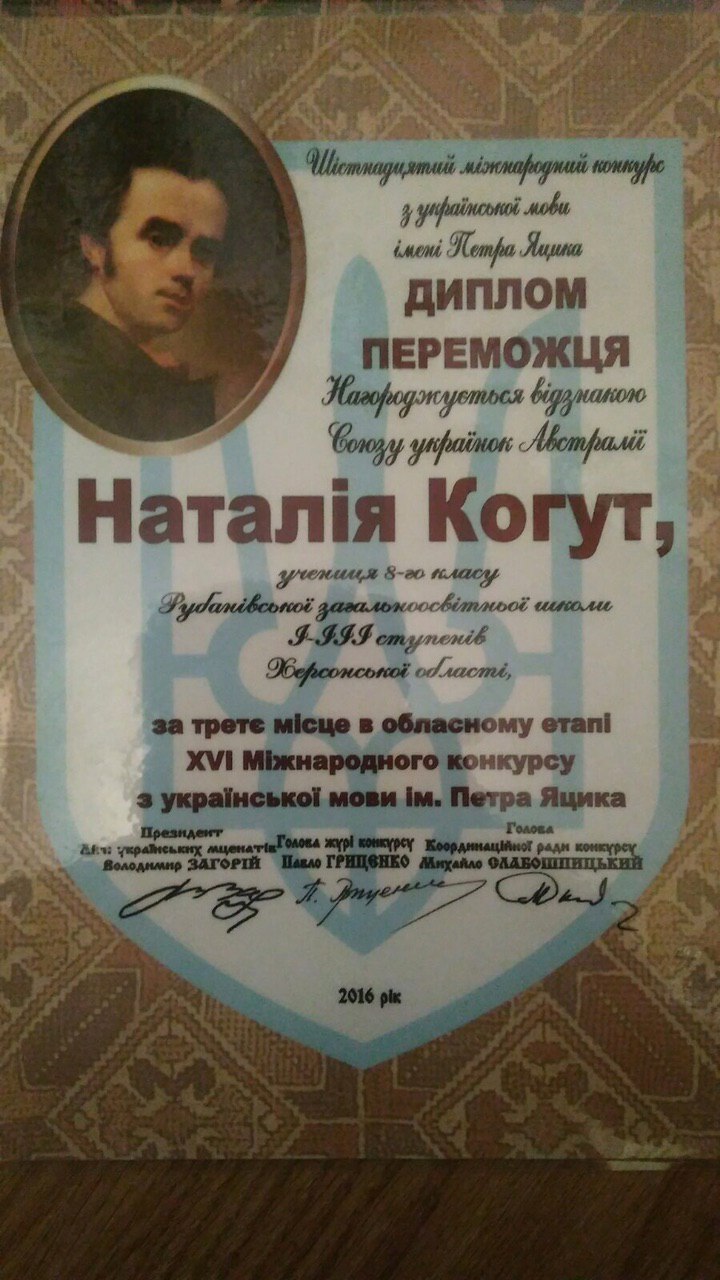 Шістнадцятий міжнародний конкурс
з української мови
імені Петра Яцика
ДИПЛОМ
ПЕРЕМОЖЦЯ
Нагороджується відзнакою
Союзу українок Австралії
Наталія Когут,
учениця 8-го класу
Рубанівської загальноосвітньої школи
І-ІІІ ступенів
Херсонської області,
за третє місце в обласному етапі
XVI Міжнародного конкурсу
з української мови ім. Петра Яцика
Президент
українських мценатів
Володимир ЗАГОРІЙ
Голова журі конкурсу
Павло ГРИЦЕНКО
Голова
Координаційної ради конкурсу
Михайло СЛАБОШПИЦЬКИЙ
2016 рік